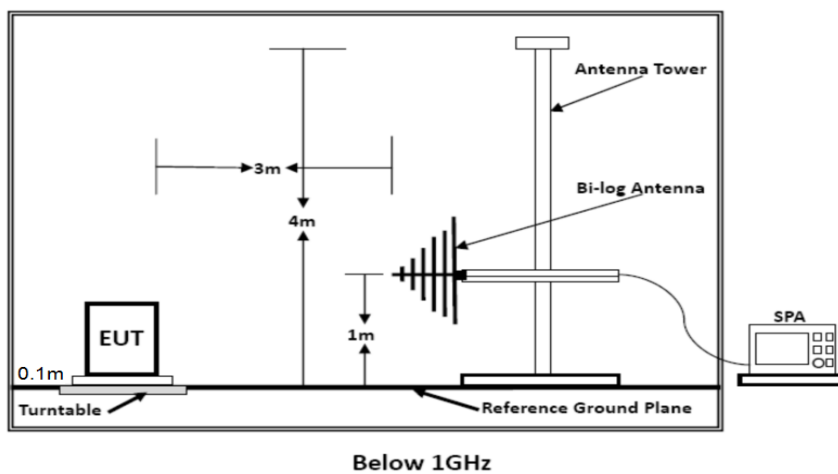 Antenna Tower
3m
Bi-log Antenna
4m
1m
EUT
SPA
0.1m
Turntable
Reference Ground Plane
Below 1GHz